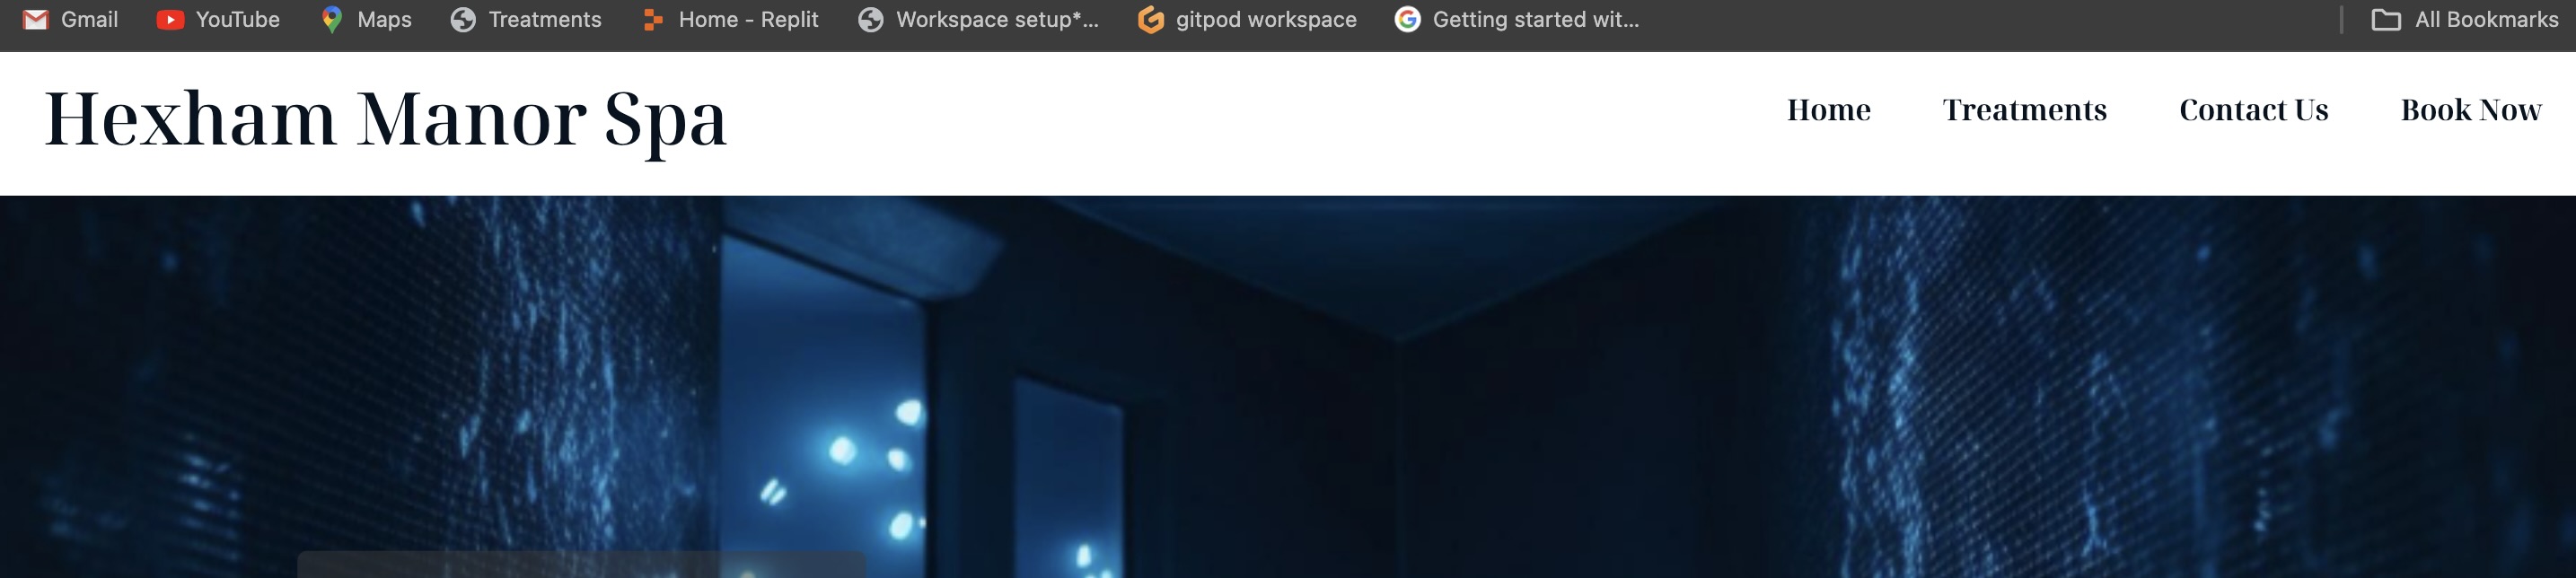 Gmail YouTube Maps Treatments Home - Replit Workspace setup*... gitpod workspace Getting started wit... All Bookmarks
Hexham Manor Spa
Home Treatments Contact Us Book Now